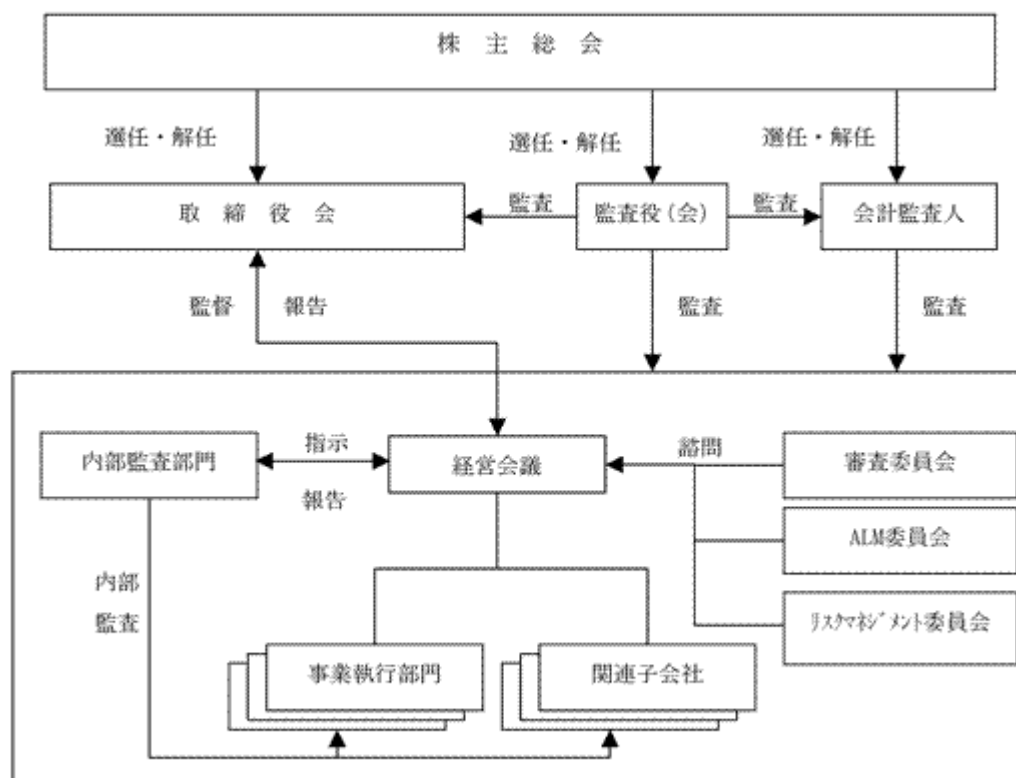 株主総会
選任・解任
選任・解任
選任・解任
取締役会
監査
監査役(会)
監査
会計監査人
監督
報告
監査
監査
内部監査部門
指示
報告
経営会議
諮問
審査委員会
ALM委員会
リスクマネジメント委員会
内部
監査
事業執行部門
関連子会社